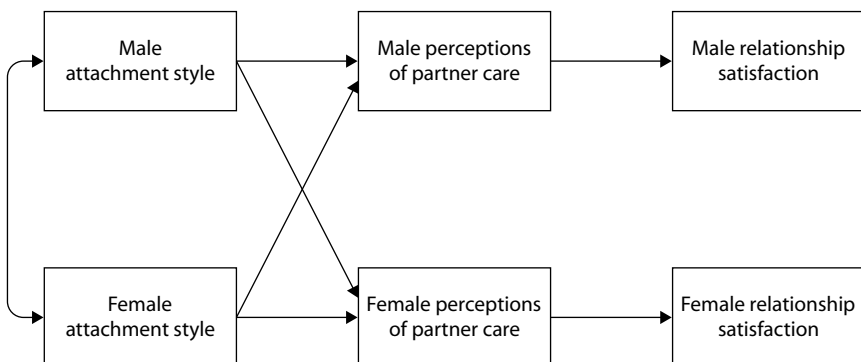 Male
attachment style
Male perceptions
of partner care
Male relationship
satisfaction
Female
attachment style
Female perceptions
of partner care
Female relationship
satisfaction